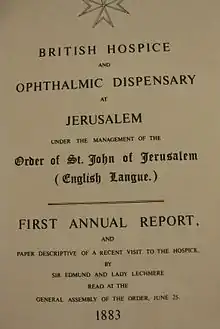 BRITISH HOSPICE
AND
OPHTHALMIC DISPENSARY
AT
JERUSALEM
UNDER THE MANAGEMENT OF THE
Order of St. John of Jerusalem
(English Langue.)
FIRST ANNUAL REPORT,
AND
PAPER DESCRIPTIVE OF A RECENT VISIT TO THE HOSPICE,
BY
SIR EDMUND AND LADY LECHMERE
READ AT THE
GENERAL ASSEMBLY OF THE ORDER, JUNE 25.
1883